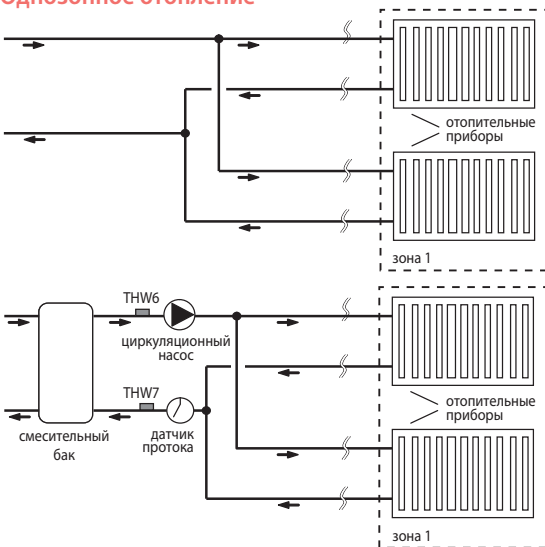 Однозонное отопление
отопительные
приборы
зона 1
THW6
циркуляционный
насос
THW7
отопительные
приборы
смесительный
бак
датчик
протока
зона 1